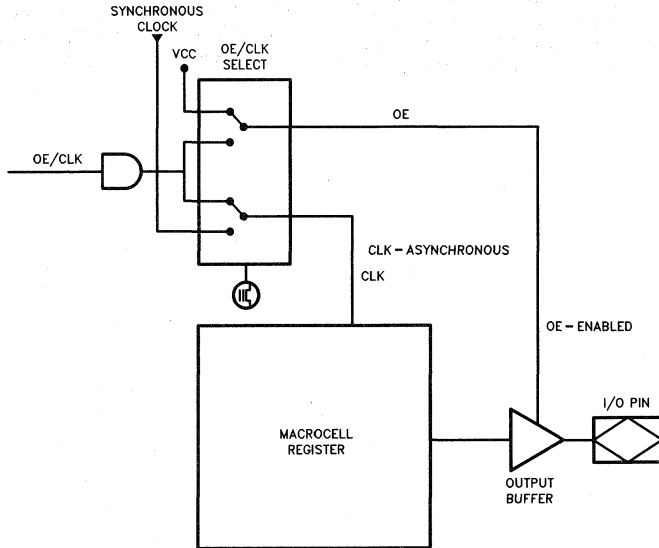 SYNCHRONOUS
CLOCK
VCC
OE/CLK
SELECT
OE/CLK
OE
CLK – ASYNCHRONOUS
CLK
OE – ENABLED
I/O PIN
MACROCELL
REGISTER
OUTPUT
BUFFER